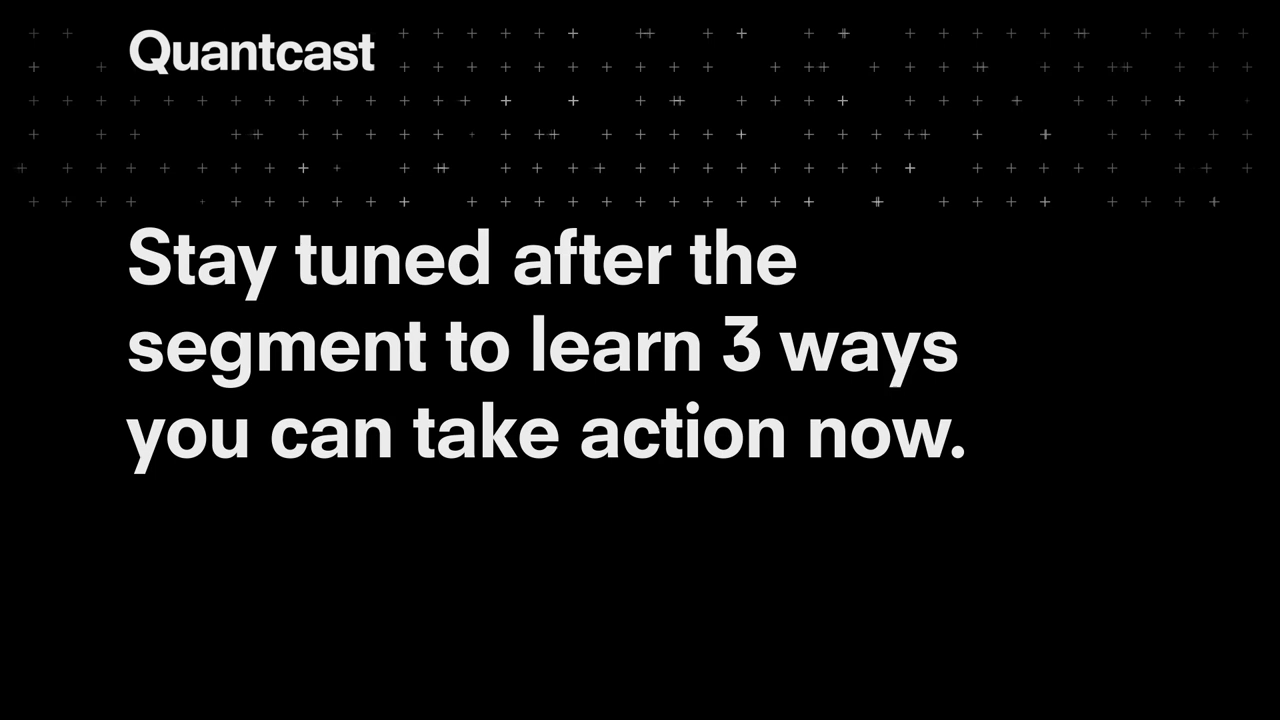 Quantcast
Stay tuned after the
segment to learn 3 ways
you can take action now.